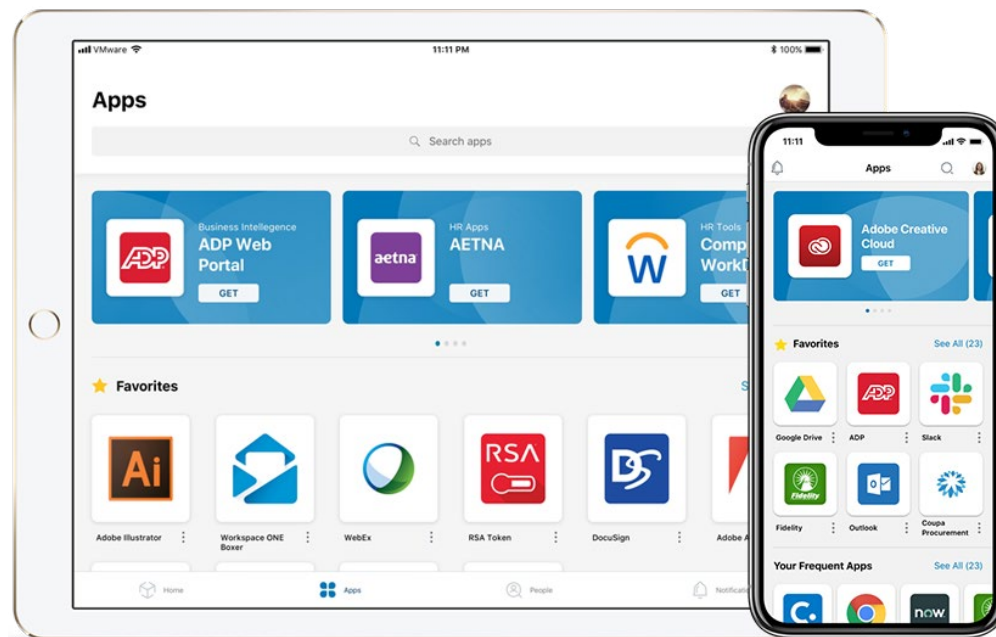 VMware
11:11 PM
100%
Apps
Search apps
Business Intellegence
ADP Web
Portal
GET
ADP
HR Apps
AETNA
GET
aetna
HR Tools
Comp
WorkD
GET
W
Favorites
S
Ai
RSA
DS
Adobe Illustrator
Workspace ONE
Boxer
WebEx
RSA Token
DocuSign
Adobe A
Home
Apps
People
Notificatio
11:11
Apps
Adobe Creative
Cloud
GET
Favorites
See All (23)
ADP
Google Drive
ADP
Slack
Fidelity
Fidelity
Outlook
Coupa
Procurement
Your Frequent Apps
See All (23)
C.
now